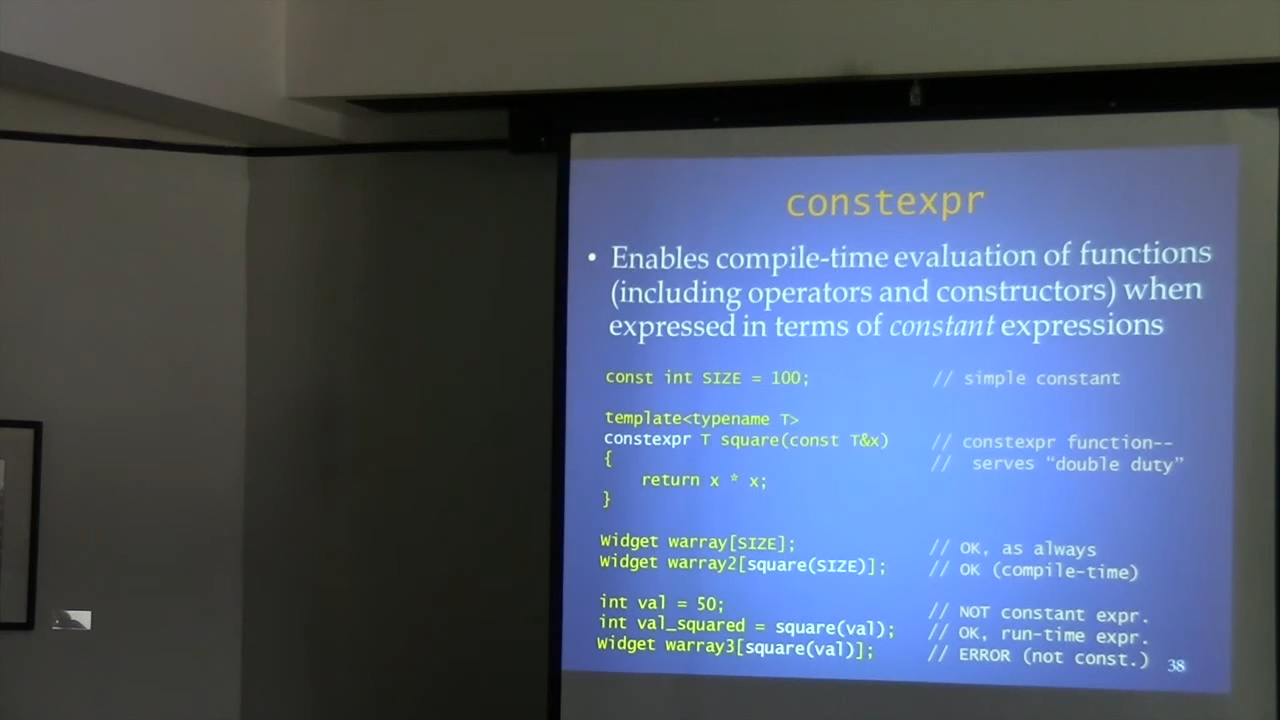 constexpr
• Enables compile-time evaluation of functions
(including operators and constructors) when
expressed in terms of constant expressions
const int SIZE = 100; // simple constant
template<typename T>
constexpr T square(const T&x) // constexpr function--
{ // serves “double duty”
return x * x;
}
Widget warray[SIZE]; // OK, as always
Widget warray2[square(SIZE)]; // OK (compile-time)
int val = 50; // NOT constant expr.
int val_squared = square(val); // OK, run-time expr.
Widget warray3[square(val)]; // ERROR (not const.)
38